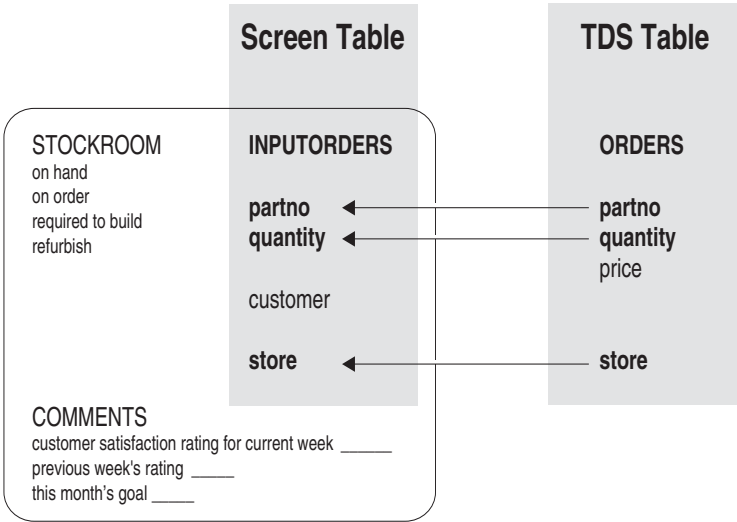 Screen Table
TDS Table
STOCKROOM
on hand
on order
required to build
refurbish
INPUTORDERS
partno
quantity
customer
store
ORDERS
partno
quantity
price
store
COMMENTS
customer satisfaction rating for current week ______
previous week's rating _____
this month's goal _____